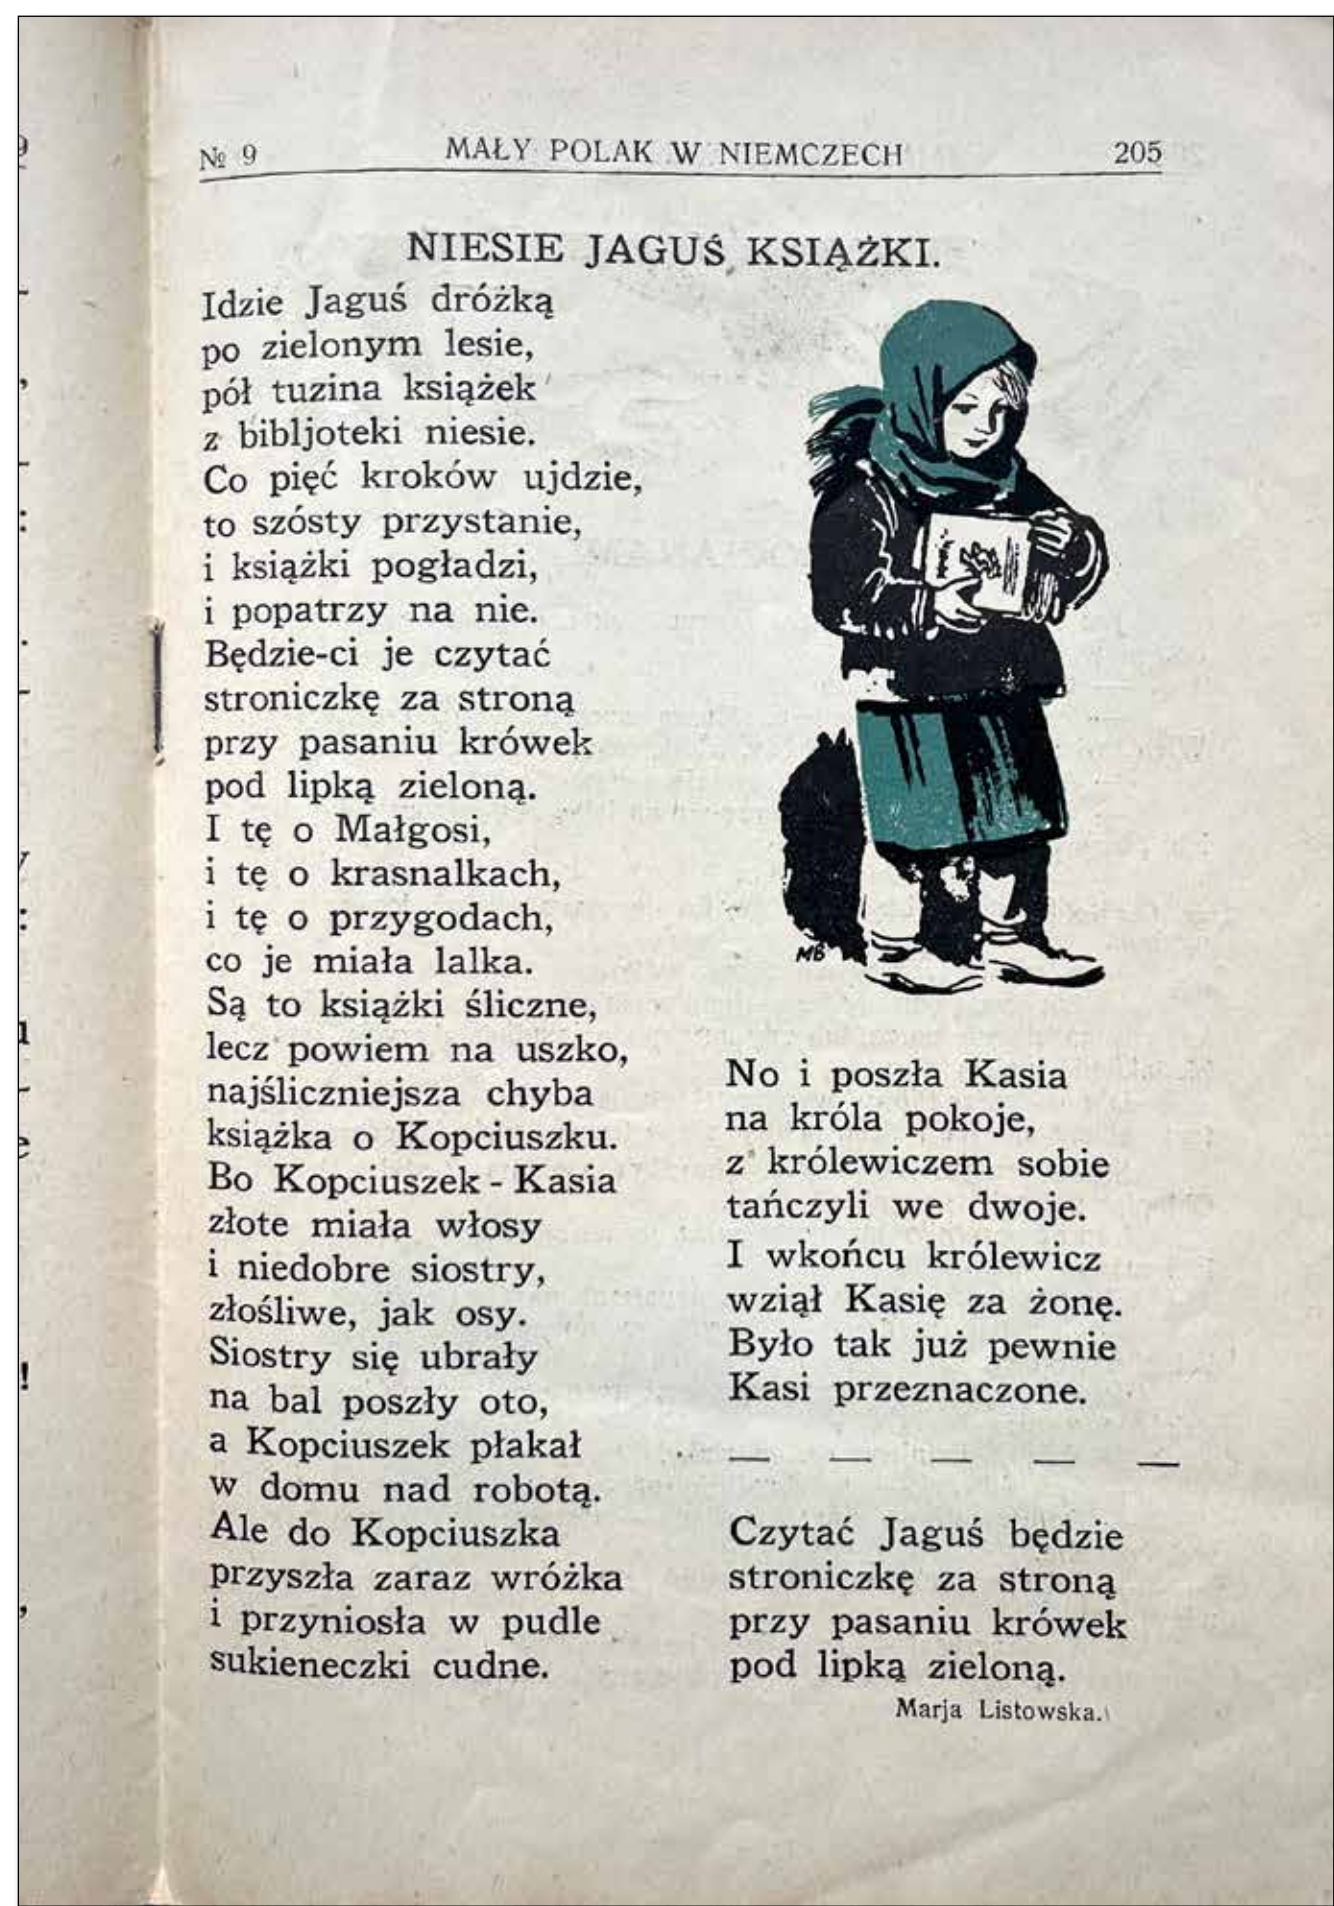 № 9 MAŁY POLAK W NIEMCZECH 205
NIESIE JAGUŚ KSIĄŻKI.
Idzie Jaguś dróżką
po zielonym lesie,
pół tuzina książek
z bibljoteki niesie.
Co pięć kroków ujdzie,
to szósty przystanie,
i książki pogładzi,
i popatrzy na nie.
Będzie-ci je czytać
stroniczkę za stroną
przy pasaniu krówek
pod lipką zieloną.
I tę o Małgosi,
i tę o krasnalkach,
i tę o przygodach,
co je miała lalka.
Są to książki śliczne,
lecz powiem na uszko,
najśliczniejsza chyba
książka o Kopciuszku.
Bo Kopciuszek - Kasia
złote miała włosy
i niedobre siostry,
złośliwe, jak osy.
Siostry się ubrały
na bal poszły oto,
a Kopciuszek płakał
w domu nad robotą.
Ale do Kopciuszka
przyszła zaraz wróżka
i przyniosła w pudle
sukieneczki cudne.
MB
No i poszła Kasia
na króla pokoje,
z królewiczem sobie
tańczyli we dwoje.
I wkońcu królewicz
wziął Kasię za żonę.
Było tak już pewnie
Kasi przeznaczone.
— — — — —
Czytać Jaguś będzie
stroniczkę za stroną
przy pasaniu krówek
pod lipką zieloną.
Marja Listowska.